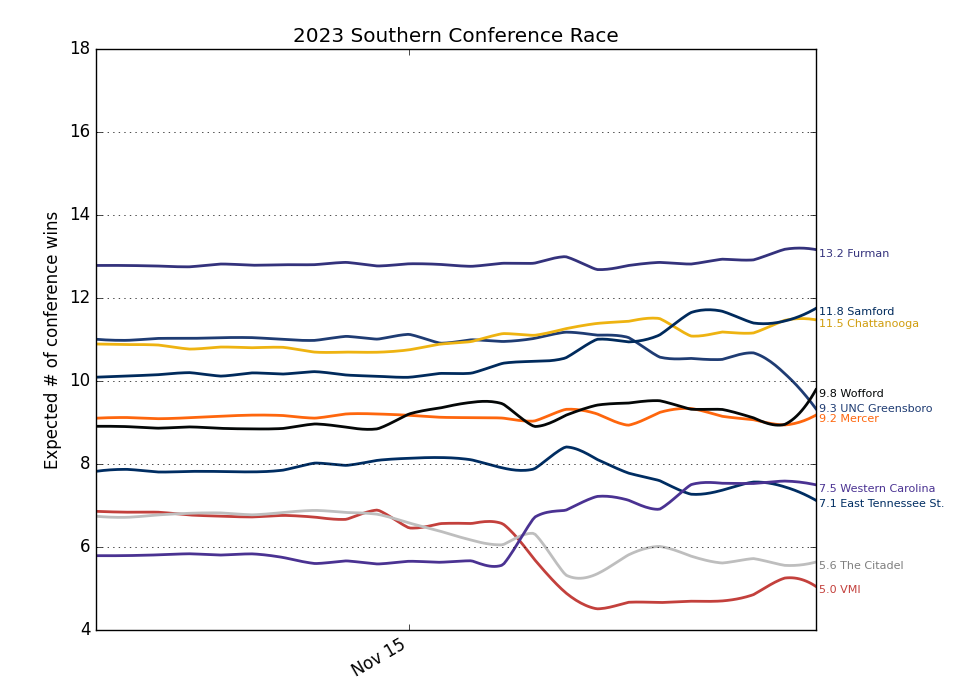 2023 Southern Conference Race
Expected # of conference wins
18
16
14
12
10
8
6
4
Nov 15
13.2 Furman
11.8 Samford
11.5 Chattanooga
9.8 Wofford
9.3 UNC Greensboro
9.2 Mercer
7.5 Western Carolina
7.1 East Tennessee St.
5.6 The Citadel
5.0 VMI